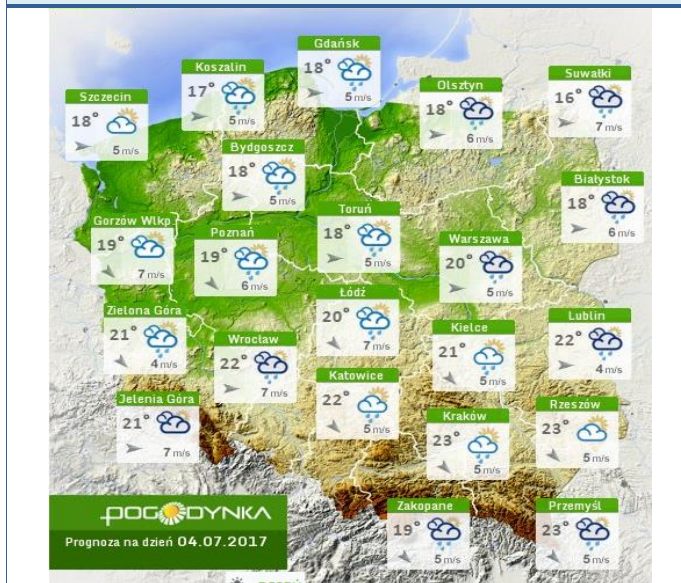 Gdańsk
18°
5 m/s
Koszalin
17°
5 m/s
Suwałki
16°
7 m/s
Olsztyn
18°
6 m/s
Szczecin
18°
5 m/s
Bydgoszcz
18°
5 m/s
Białystok
18°
6 m/s
Toruń
18°
5 m/s
Gorzów Wlkp
19°
7 m/s
Poznań
19°
6 m/s
Warszawa
20°
5 m/s
Łódź
20°
7 m/s
Zielona Góra
21°
4 m/s
Lublin
22°
4 m/s
Kielce
21°
5 m/s
Wrocław
22°
7 m/s
Katowice
22°
5 m/s
Jelenia Góra
21°
7 m/s
Rzeszów
23°
5 m/s
Kraków
23°
5 m/s
Zakopane
19°
5 m/s
Przemyśl
23°
5 m/s
POGODYNKA
Prognoza na dzień 04.07.2017